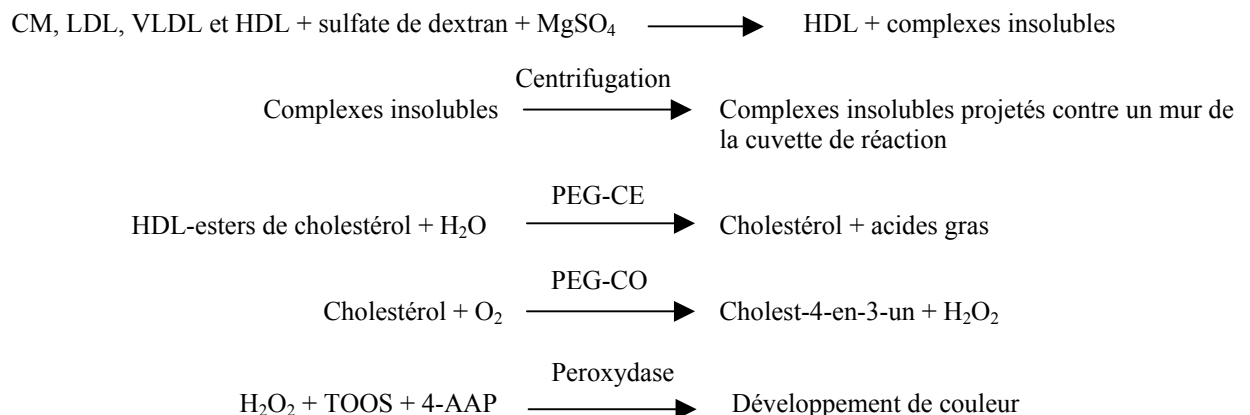 CM, LDL, VLDL et HDL + sulfate de dextran + MgSO₄ HDL + complexes insolubles
Centrifugation
Complexes insolubles Complexes insolubles projetés contre un mur de
la cuvette de réaction
PEG-CE
HDL-esters de cholestérol + H₂O Cholestérol + acides gras
PEG-CO
Cholestérol + O₂ Cholest-4-en-3-un + H₂O₂
Peroxydase
H₂O₂ + TOOS + 4-AAP Développement de couleur